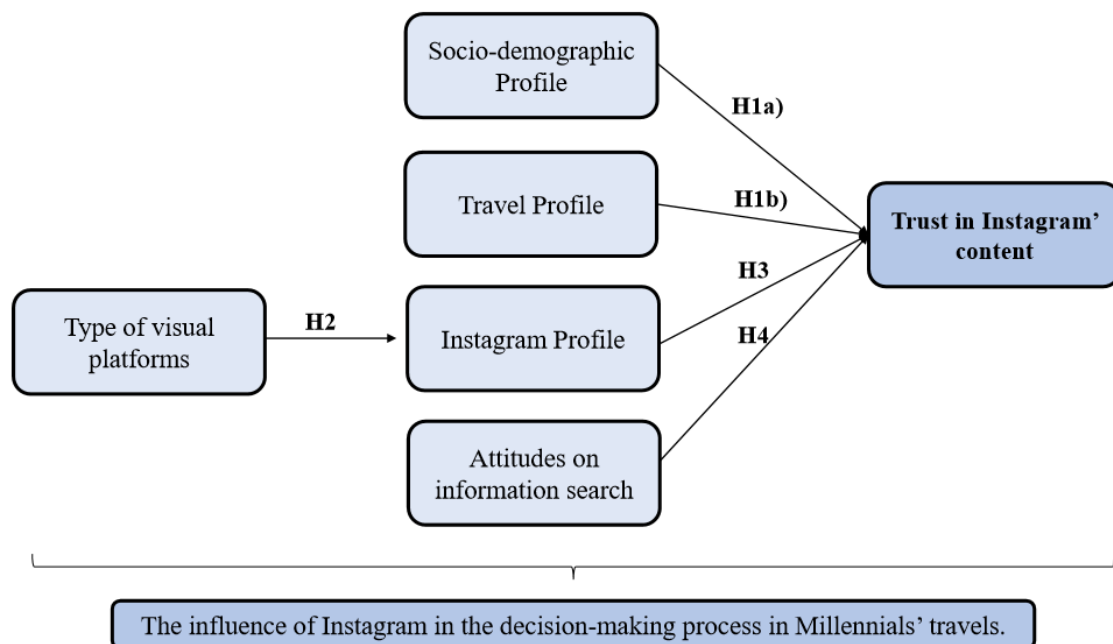 Socio-demographic
Profile
H1a)
Travel Profile
H1b)
Trust in Instagram’
content
H3
Type of visual
platforms
H2
Instagram Profile
H4
Attitudes on
information search
The influence of Instagram in the decision-making process in Millennials’ travels.